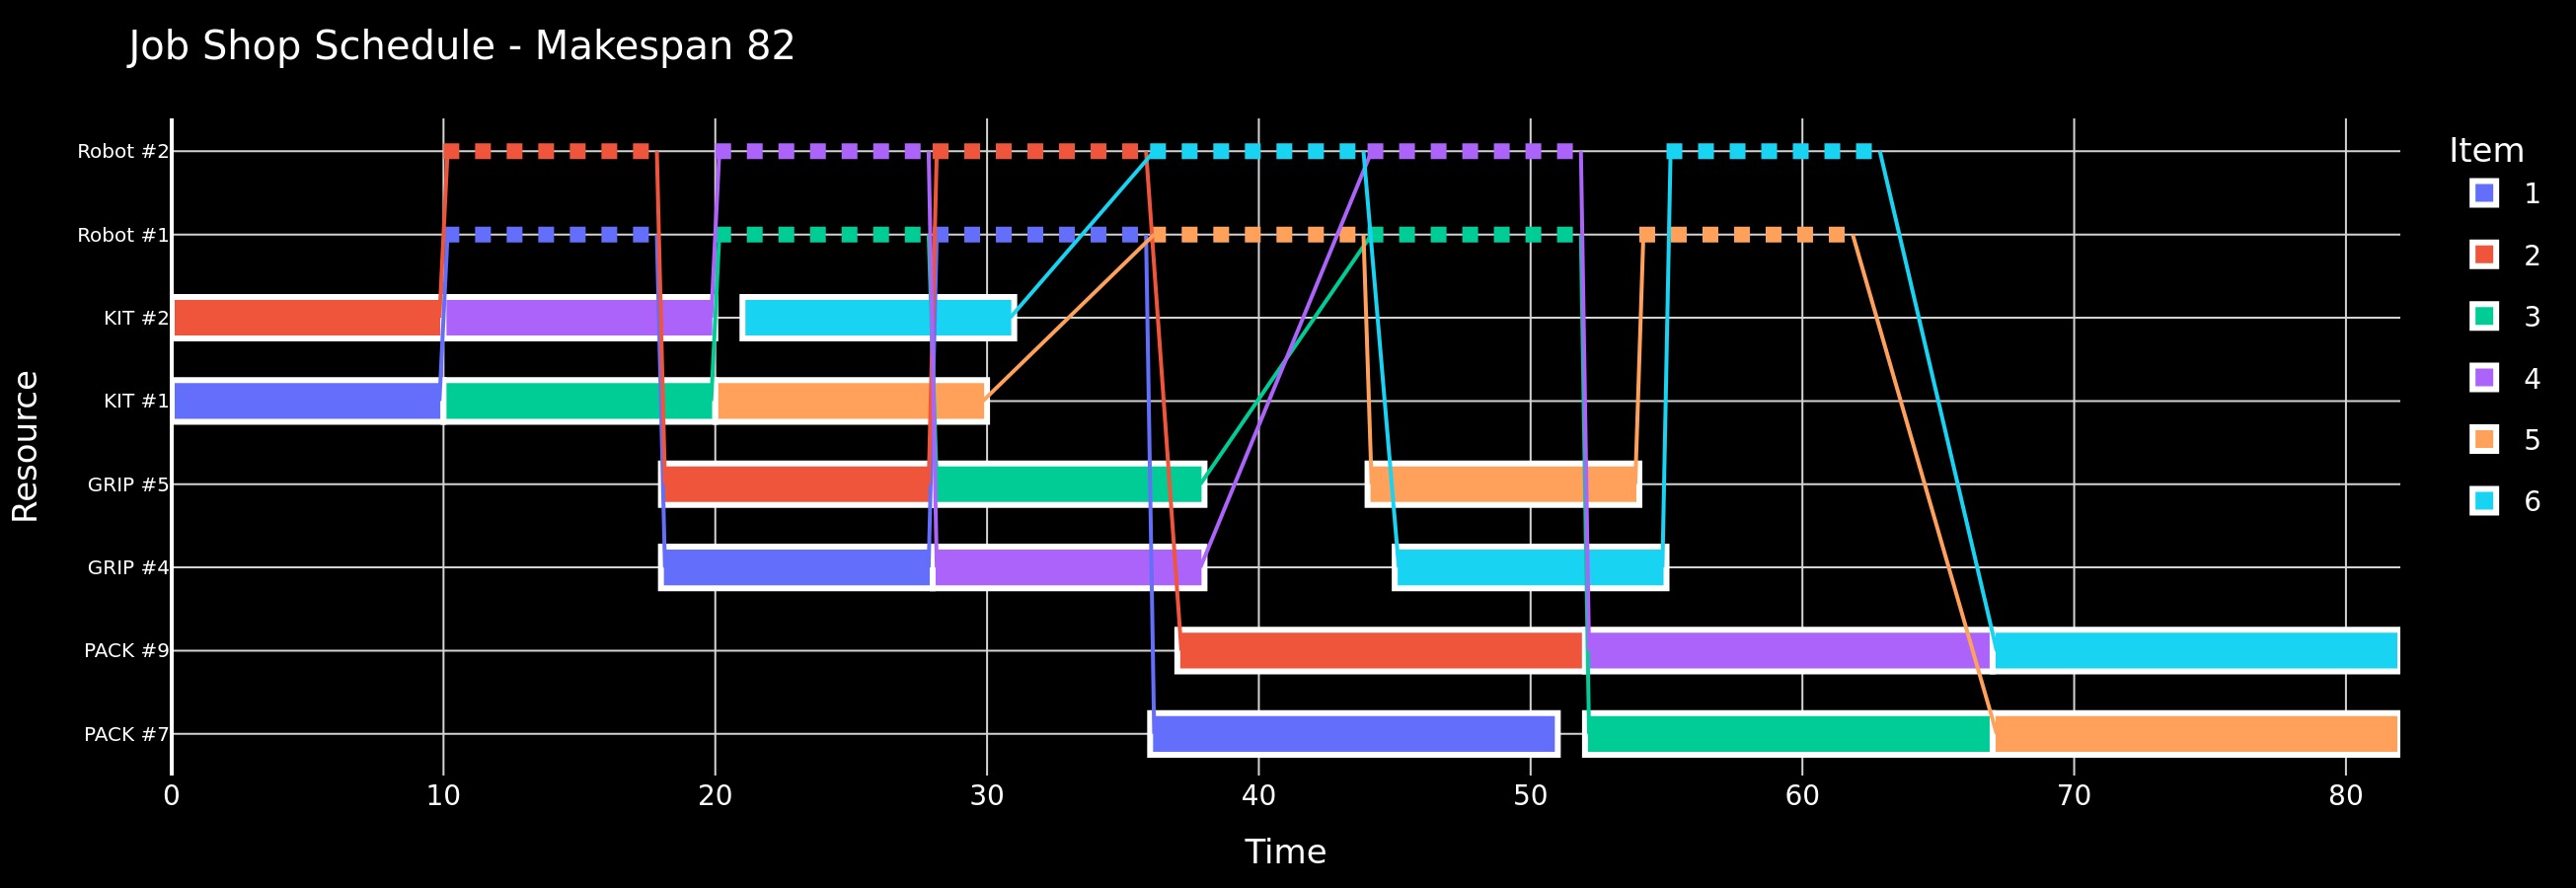 Job Shop Schedule - Makespan 82
Robot #2
Robot #1
KIT #2
KIT #1
GRIP #5
GRIP #4
PACK #9
PACK #7
Resource
0 10 20 30 40 50 60 70 80
Time
Item
1
2
3
4
5
6